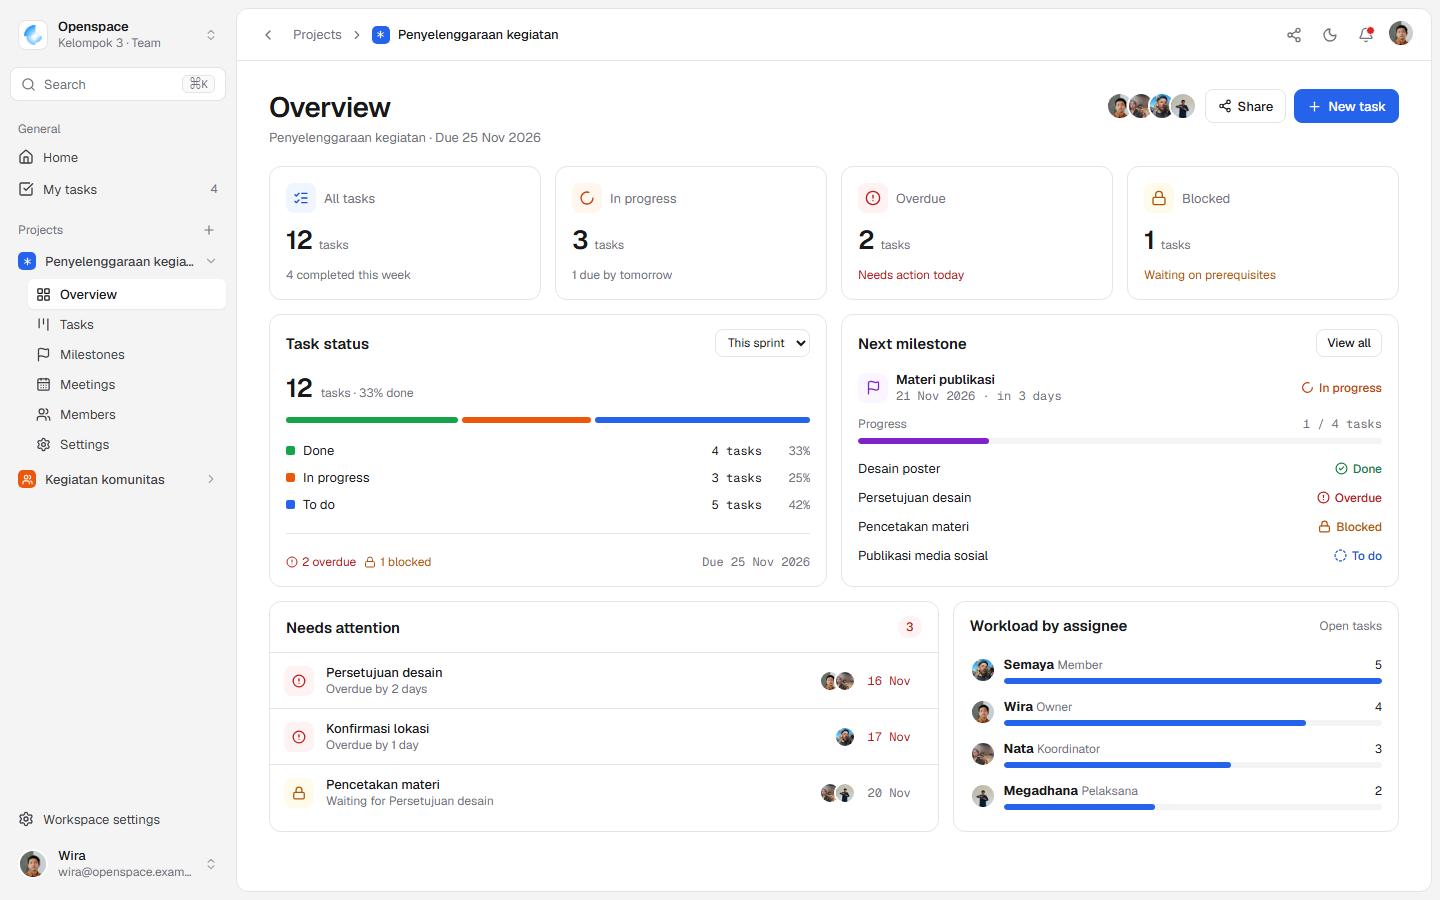 Openspace
Kelompok 3 · Team
Search
⌘K
General
Home
My tasks
4
Projects
Penyelenggaraan kegia...
Overview
Tasks
Milestones
Meetings
Members
Settings
Kegiatan komunitas
Workspace settings
Wira
wira@openspace.exam...
Projects
Penyelenggaraan kegiatan
Overview
Penyelenggaraan kegiatan · Due 25 Nov 2026
Share
New task
All tasks
12 tasks
4 completed this week
In progress
3 tasks
1 due by tomorrow
Overdue
2 tasks
Needs action today
Blocked
1 tasks
Waiting on prerequisites
Task status
This sprint
12 tasks · 33% done
Done 4 tasks 33%
In progress 3 tasks 25%
To do 5 tasks 42%
2 overdue 1 blocked Due 25 Nov 2026
Next milestone
View all
Materi publikasi
21 Nov 2026 · in 3 days
In progress
Progress 1 / 4 tasks
Desain poster Done
Persetujuan desain Overdue
Pencetakan materi Blocked
Publikasi media sosial To do
Needs attention 3
Persetujuan desain
Overdue by 2 days
16 Nov
Konfirmasi lokasi
Overdue by 1 day
17 Nov
Pencetakan materi
Waiting for Persetujuan desain
20 Nov
Workload by assignee Open tasks
Semaya Member 5
Wira Owner 4
Nata Koordinator 3
Megadhana Pelaksana 2